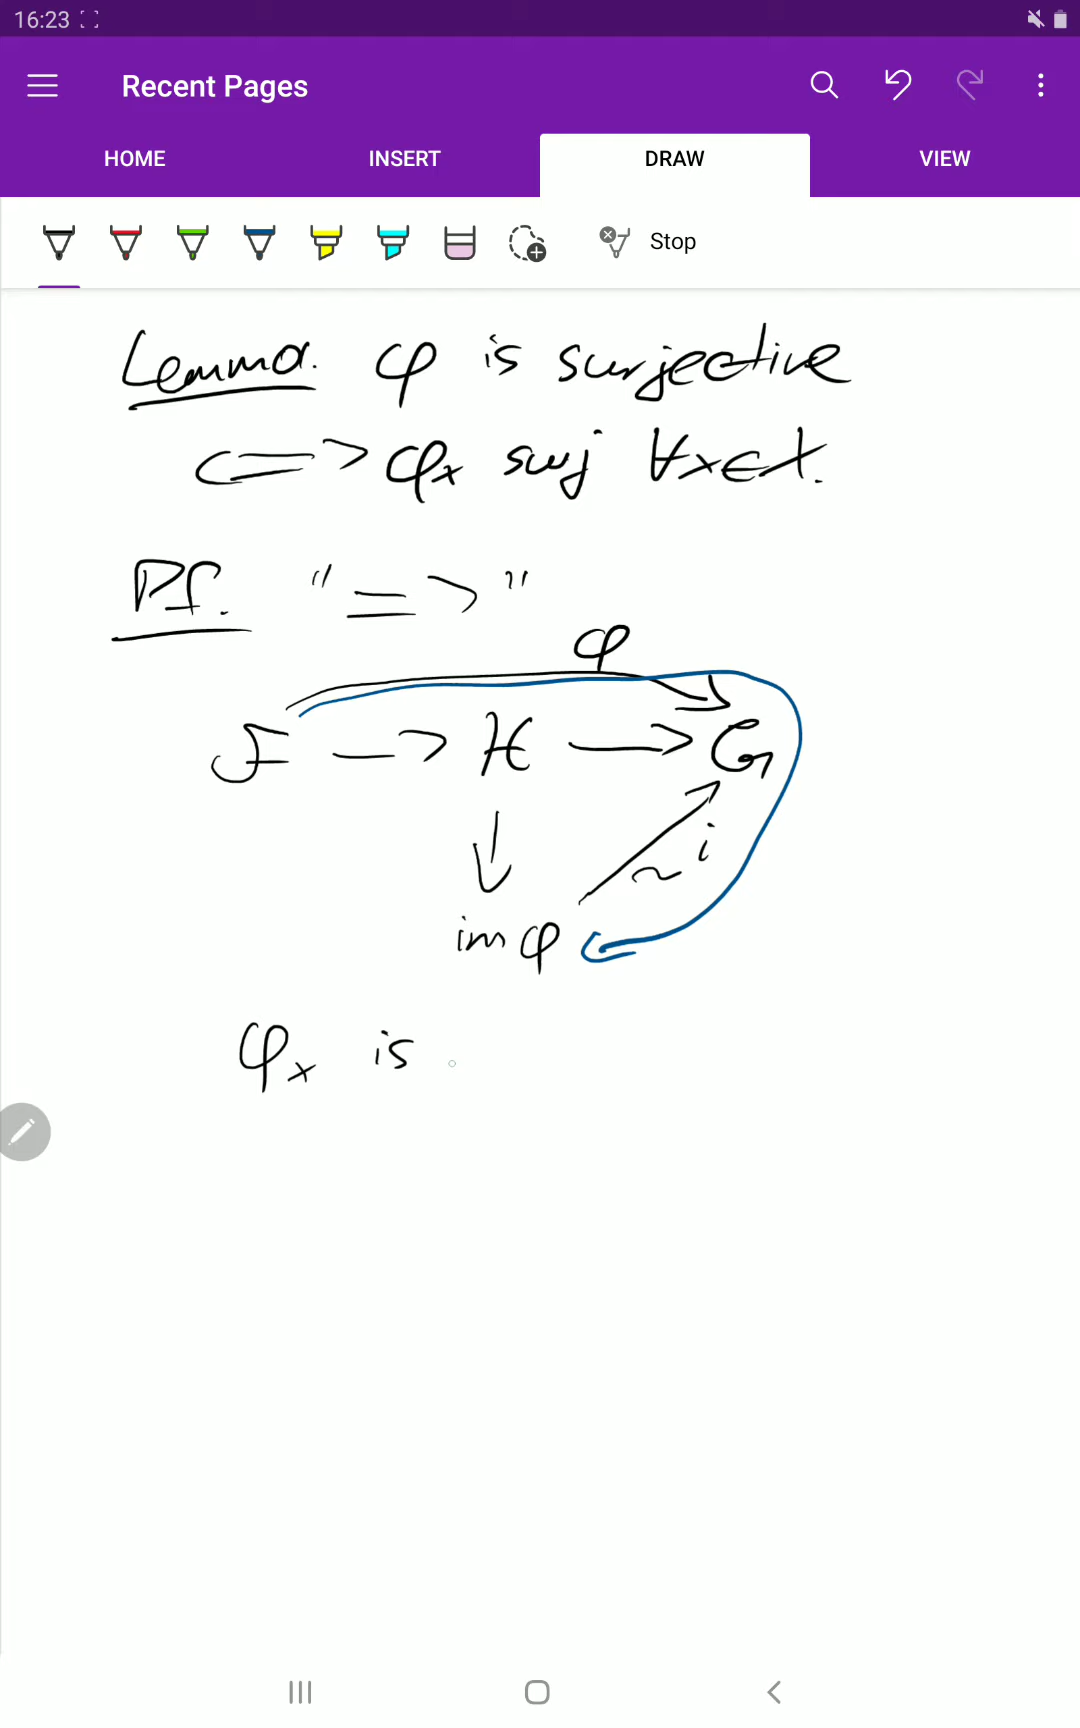 16:23
Recent Pages
HOME INSERT DRAW VIEW
Stop
Lemma. φ is surjective
<=> φx surj ∀x∈X.
Pf. "=>"
φ
F -> H -> G
~ i
im φ
φx is